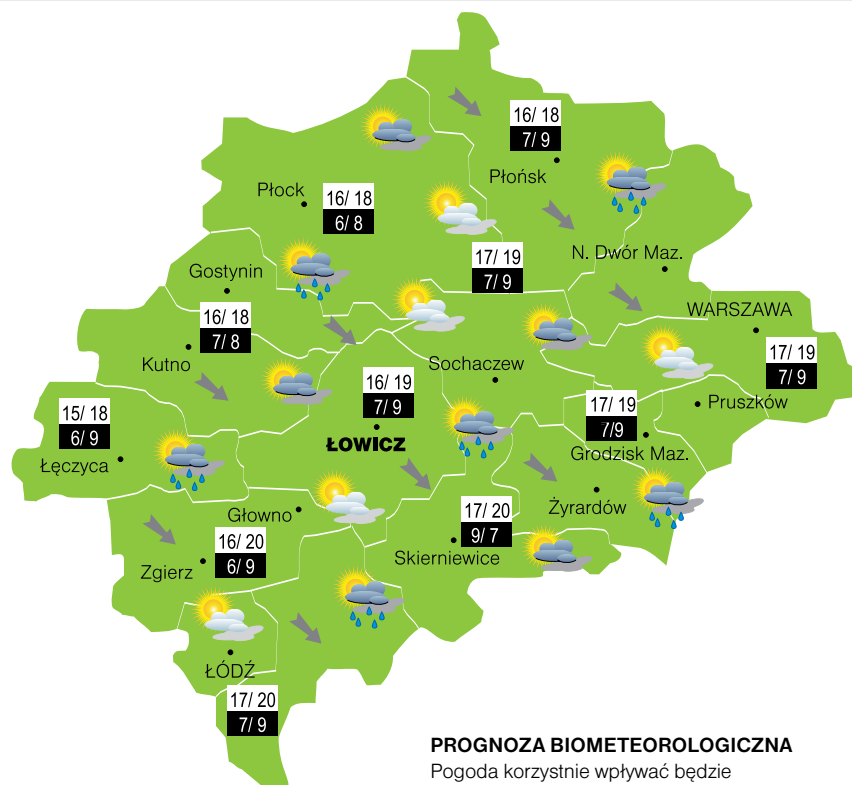 16/ 18
7/ 9
Płońsk
Płock
16/ 18
6/ 8
N. Dwór Maz.
17/ 19
7/ 9
Gostynin
WARSZAWA
16/ 18
7/ 8
Kutno
17/ 19
7/ 9
Sochaczew
16/ 19
7/ 9
ŁOWICZ
Pruszków
17/ 19
7/9
Grodzisk Maz.
15/ 18
6/ 9
Łęczyca
Żyrardów
Głowno
17/ 20
9/ 7
Skierniewice
16/ 20
6/ 9
Zgierz
ŁÓDŹ
17/ 20
7/ 9
PROGNOZA BIOMETEOROLOGICZNA
Pogoda korzystnie wpływać będzie